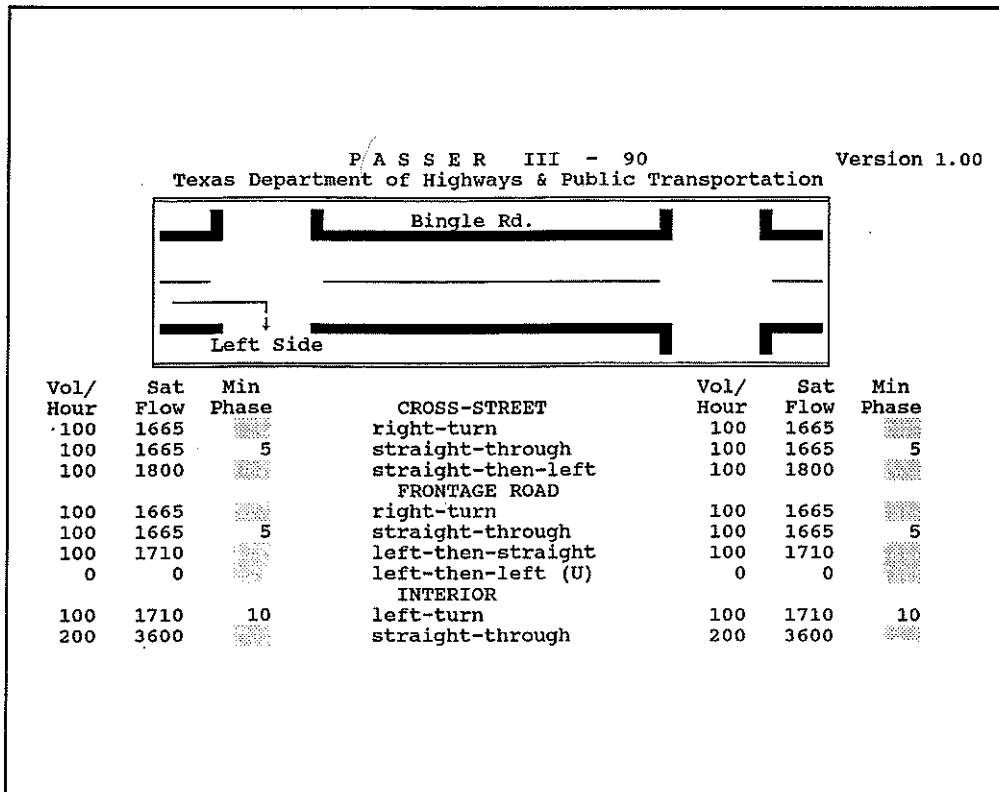 P A S S E R III - 90 Version 1.00
Texas Department of Highways & Public Transportation
Bingle Rd.
Left Side
Vol/ Sat Min Vol/ Sat Min
Hour Flow Phase CROSS-STREET Hour Flow Phase
100 1665 right-turn 100 1665
100 1665 5 straight-through 100 1665 5
100 1800 straight-then-left 100 1800
FRONTAGE ROAD
100 1665 right-turn 100 1665
100 1665 5 straight-through 100 1665 5
100 1710 left-then-straight 100 1710
0 0 left-then-left (U) 0 0
INTERIOR
100 1710 10 left-turn 100 1710 10
200 3600 straight-through 200 3600